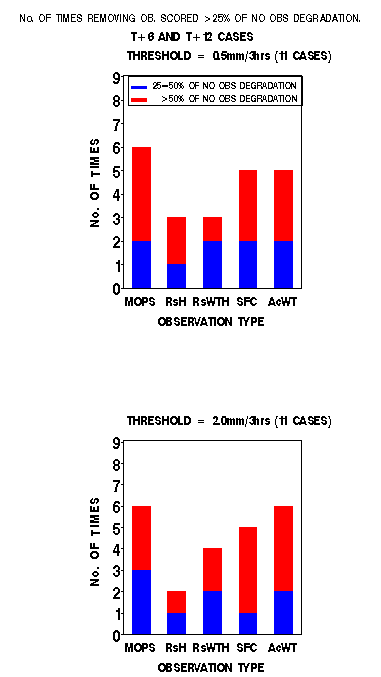 No. OF TIMES REMOVING OB. SCORED >25% OF NO OBS DEGRADATION.
T+6 AND T+12 CASES
THRESHOLD = 0.5mm/3hrs (11 CASES)
25-50% OF NO OBS DEGRADATION
>50% OF NO OBS DEGRADATION
No. OF TIMES
9
8
7
6
5
4
3
2
1
0
MOPS RsH RsWTH SFC AcWT
OBSERVATION TYPE
THRESHOLD = 2.0mm/3hrs (11 CASES)
No. OF TIMES
9
8
7
6
5
4
3
2
1
0
MOPS RsH RsWTH SFC AcWT
OBSERVATION TYPE